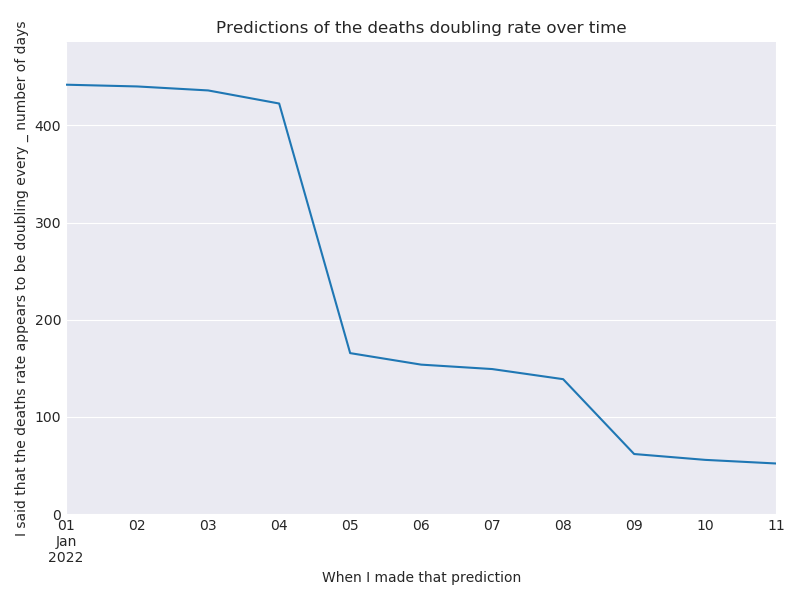 Predictions of the deaths doubling rate over time
I said that the deaths rate appears to be doubling every _ number of days
400
300
200
100
0
01 02 03 04 05 06 07 08 09 10 11
Jan
2022
When I made that prediction